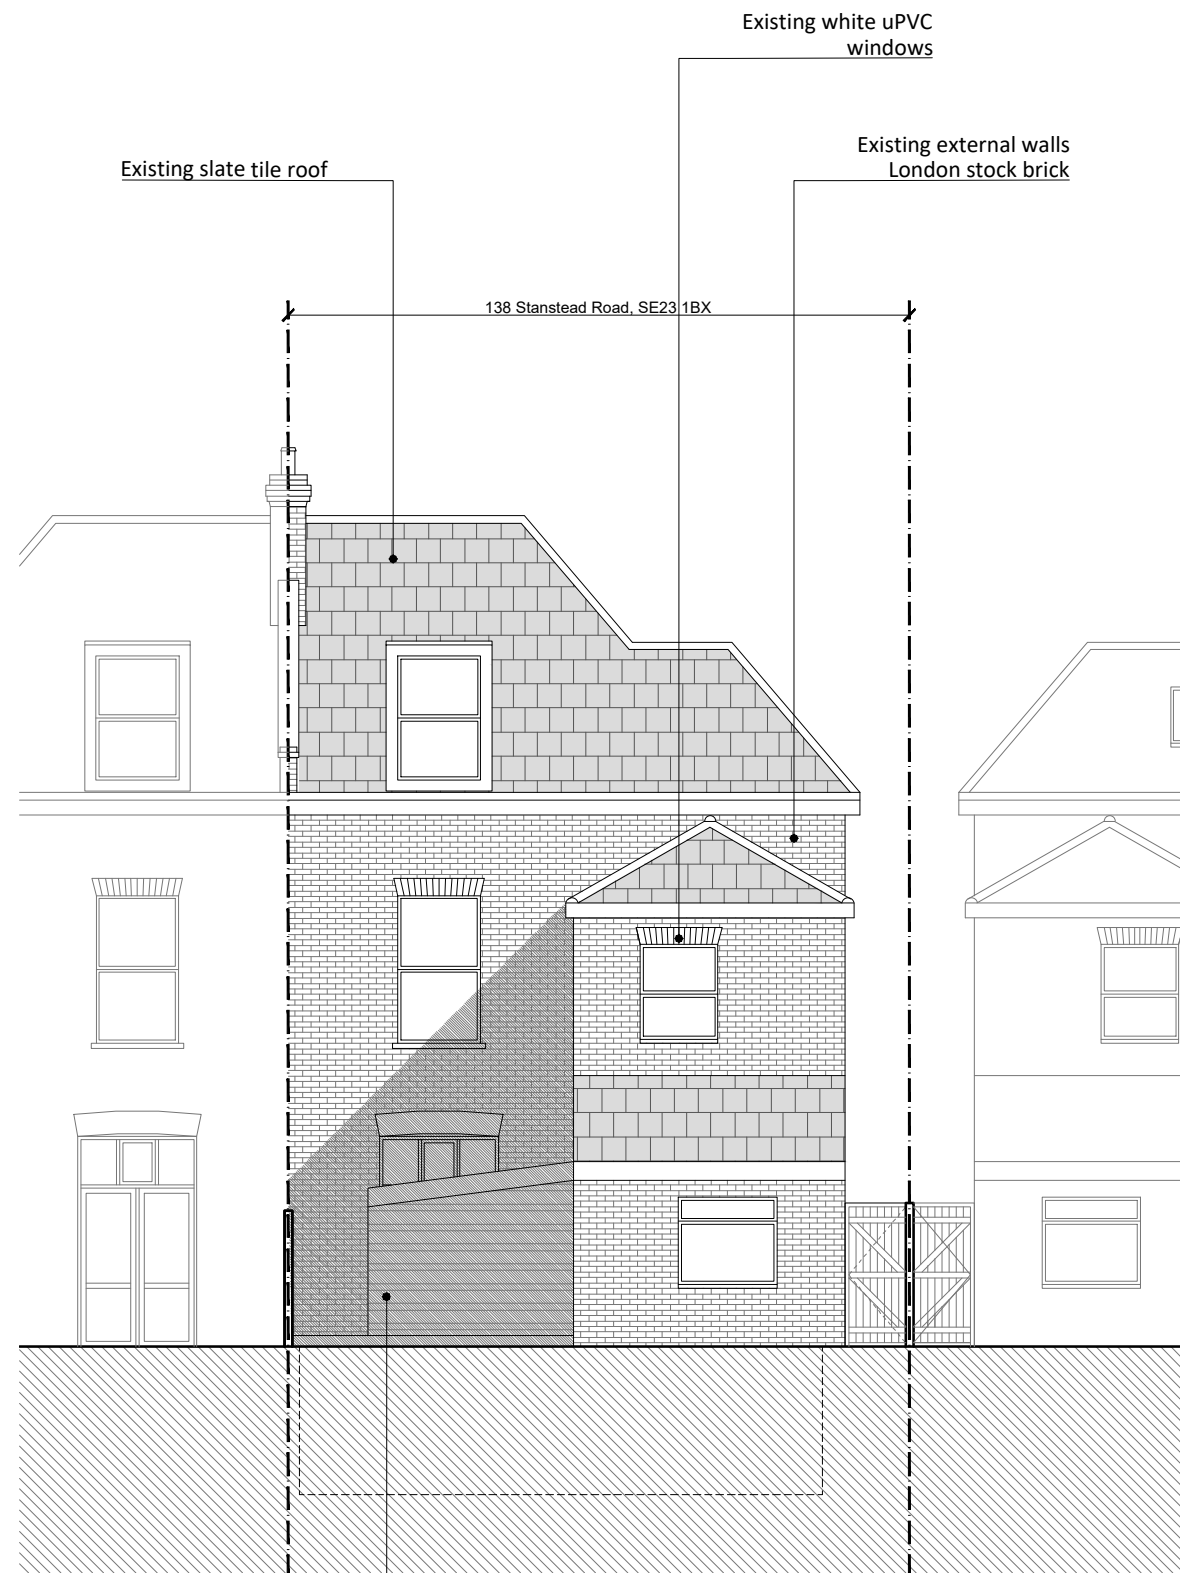 Existing white uPVC
windows
Existing external walls
London stock brick
Existing slate tile roof
138 Stanstead Road, SE23 1BX